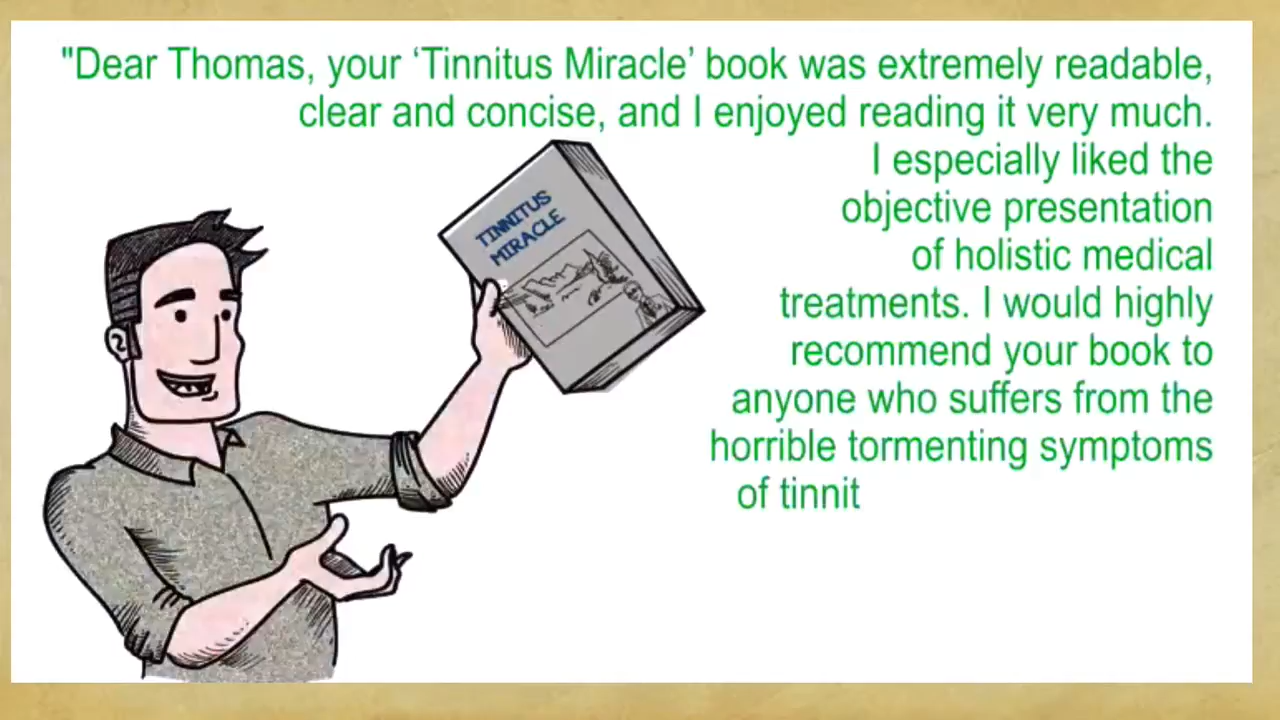 "Dear Thomas, your ‘Tinnitus Miracle’ book was extremely readable,
clear and concise, and I enjoyed reading it very much.
I especially liked the
objective presentation
of holistic medical
treatments. I would highly
recommend your book to
anyone who suffers from the
horrible tormenting symptoms
of tinnit
TINNITUS
MIRACLE